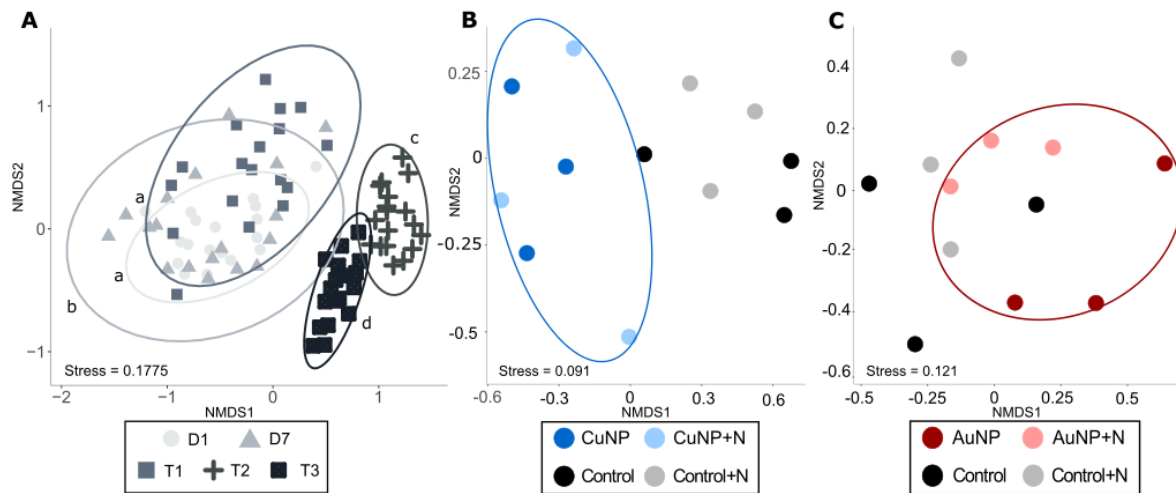 A
NMDS2
1
0
−1
a
a
b
c
d
Stress = 0.1775
−2
−1
0
1
NMDS1
D1
D7
T1
T2
T3
B
NMDS2
0.25
0
-0.25
-0.5
Stress = 0.091
-0.6
-0.3
0
0.3
0.6
NMDS1
CuNP
CuNP+N
Control
Control+N
C
NMDS2
0.4
0.2
0
-0.2
-0.4
-0.6
Stress = 0.121
-0.5
-0.25
0
0.25
0.5
NMDS1
AuNP
AuNP+N
Control
Control+N